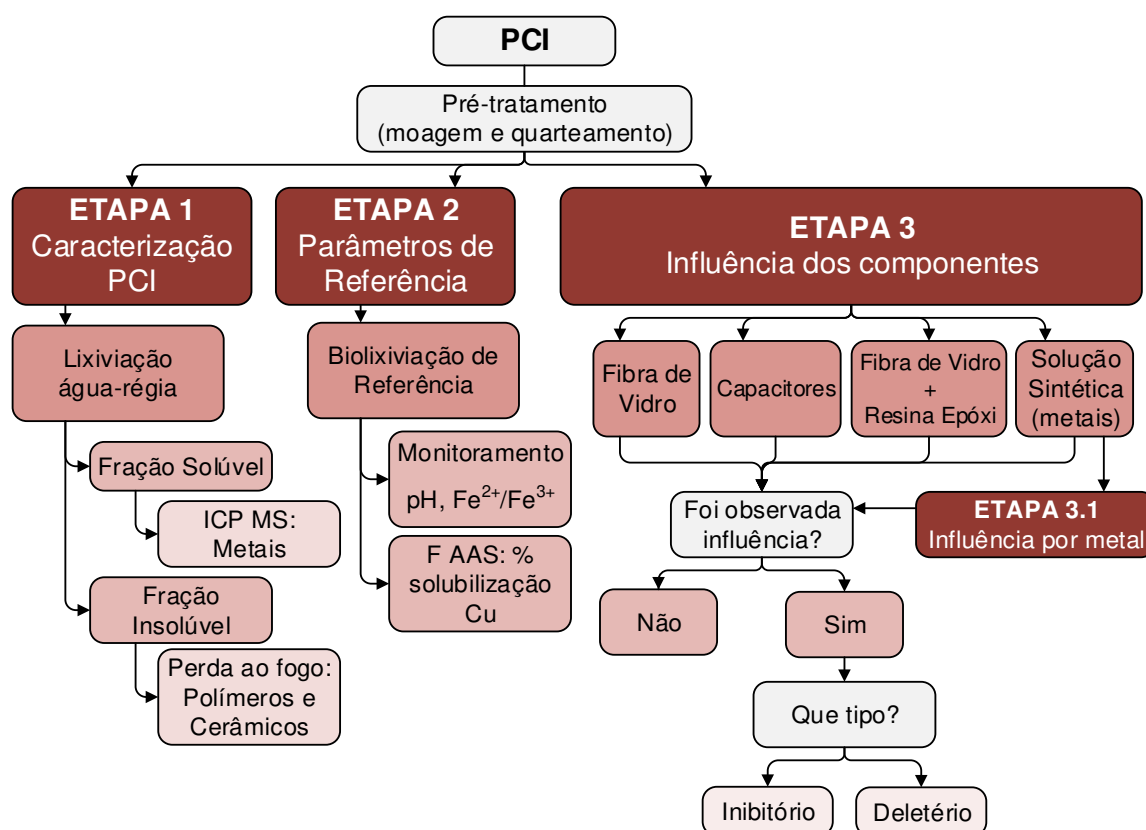 PCI
Pré-tratamento
(moagem e quarteamento)
ETAPA 1
Caracterização
PCI
Lixiviação
água-régia
Fração Solúvel
ICP MS:
Metais
Fração
Insolúvel
Perda ao fogo:
Polímeros e
Cerâmicos
ETAPA 2
Parâmetros de
Referência
Biolixiviação de
Referência
Monitoramento
pH, Fe²⁺/Fe³⁺
F AAS: %
solubilização
Cu
ETAPA 3
Influência dos componentes
Fibra de
Vidro
Capacitores
Fibra de Vidro
+
Resina Epóxi
Solução
Sintética
(metais)
ETAPA 3.1
Influência por metal
Foi observada
influência?
Não
Sim
Que tipo?
Inibitório
Deletério